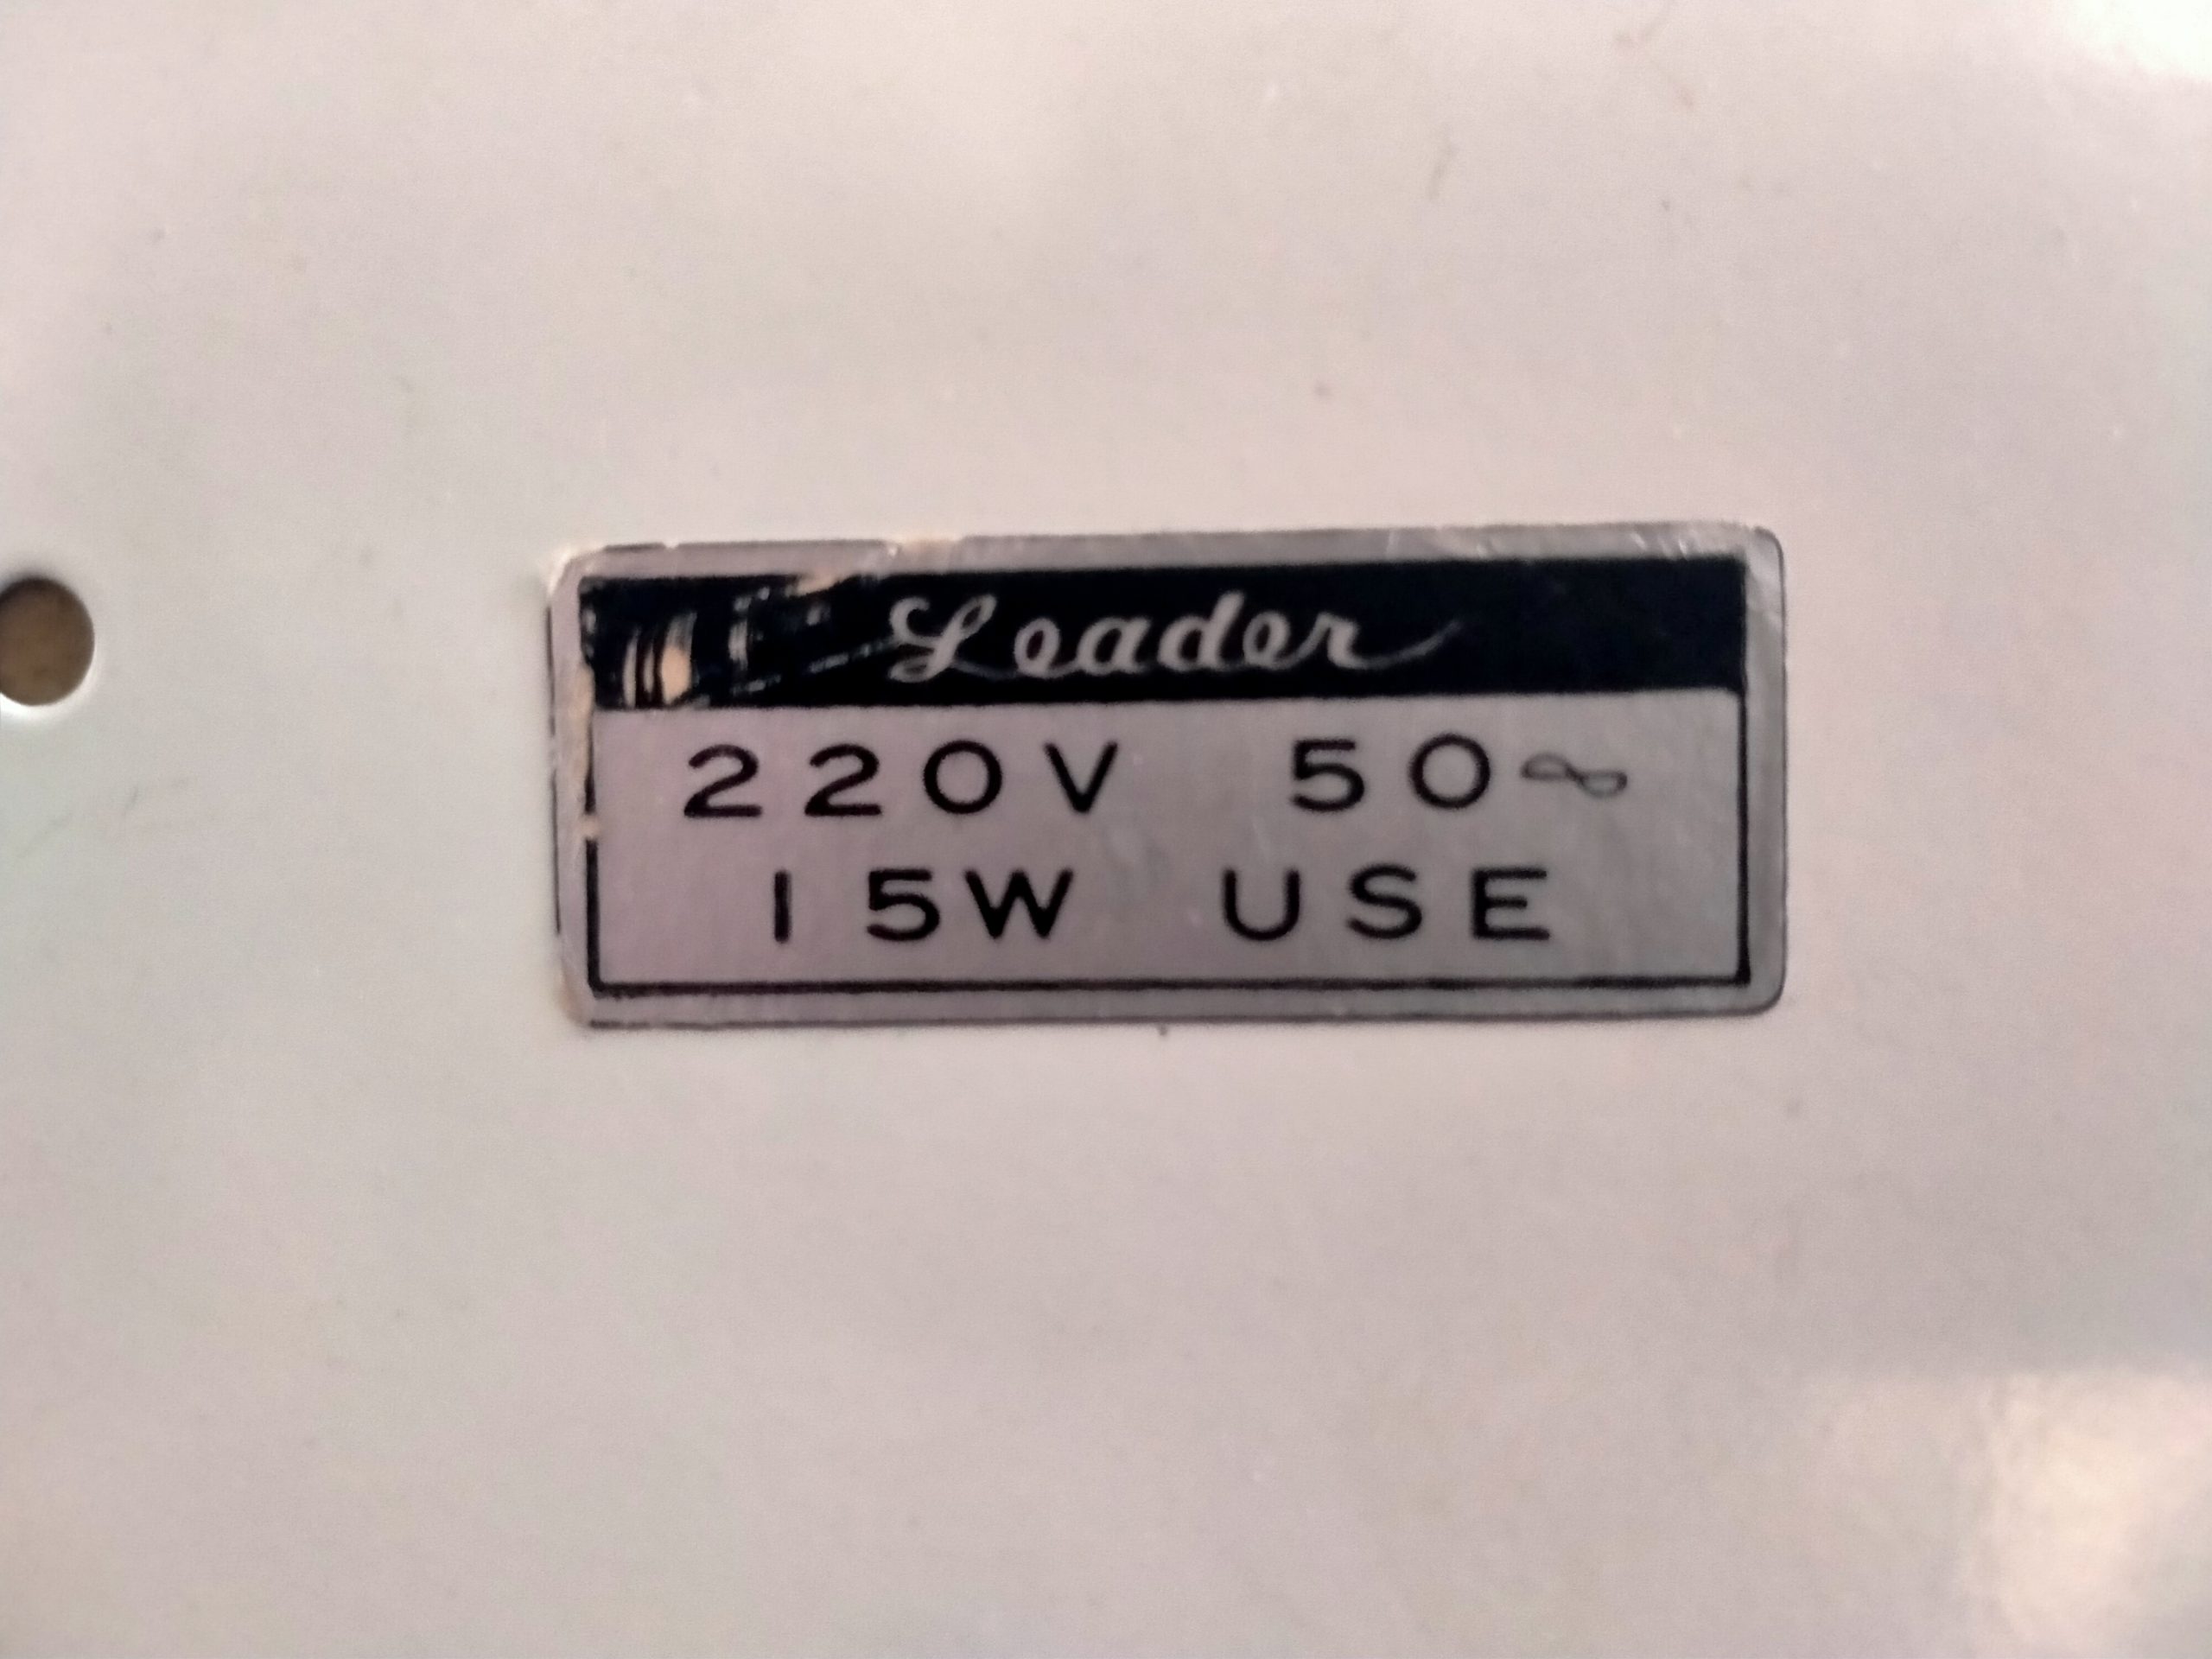 Leader
220V 50∾
15W USE